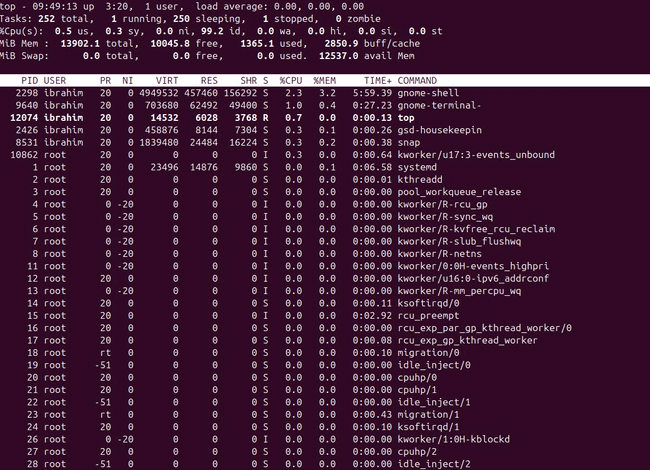 top - 09:49:13 up  3:20,  1 user,  load average: 0.00, 0.00, 0.00
Tasks: 252 total,   1 running, 250 sleeping,   1 stopped,   0 zombie
%Cpu(s):  0.5 us,  0.3 sy,  0.0 ni, 99.2 id,  0.0 wa,  0.0 hi,  0.0 si,  0.0 st
MiB Mem :  13902.1 total,  10045.8 free,   1365.1 used,   2850.9 buff/cache
MiB Swap:      0.0 total,      0.0 free,      0.0 used.  12537.0 avail Mem
PID USER PR NI VIRT RES SHR S %CPU %MEM TIME+ COMMAND
2298 ibrahim 20 0 4949532 457460 156292 S 2.3 3.2 5:59.39 gnome-shell
9640 ibrahim 20 0 703680 62492 49400 S 1.0 0.4 0:27.23 gnome-terminal-
12074 ibrahim 20 0 14532 6028 3768 R 0.7 0.0 0:00.13 top
2426 ibrahim 20 0 458876 8144 7304 S 0.3 0.1 0:00.26 gsd-housekeepin
8531 ibrahim 20 0 1839480 24484 16224 S 0.3 0.2 0:00.38 snap
10862 root 20 0 0 0 0 I 0.3 0.0 0:00.64 kworker/u17:3-events_unbound
1 root 20 0 23496 14876 9860 S 0.0 0.1 0:06.58 systemd
2 root 20 0 0 0 0 S 0.0 0.0 0:00.01 kthreadd
3 root 20 0 0 0 0 S 0.0 0.0 0:00.00 pool_workqueue_release
4 root 0 -20 0 0 0 I 0.0 0.0 0:00.00 kworker/R-rcu_gp
5 root 0 -20 0 0 0 I 0.0 0.0 0:00.00 kworker/R-sync_wq
6 root 0 -20 0 0 0 I 0.0 0.0 0:00.00 kworker/R-kvfree_rcu_reclaim
7 root 0 -20 0 0 0 I 0.0 0.0 0:00.00 kworker/R-slub_flushwq
8 root 0 -20 0 0 0 I 0.0 0.0 0:00.00 kworker/R-netns
11 root 0 -20 0 0 0 I 0.0 0.0 0:00.00 kworker/0:0H-events_highpri
12 root 20 0 0 0 0 I 0.0 0.0 0:00.00 kworker/u16:0-ipv6_addrconf
13 root 0 -20 0 0 0 I 0.0 0.0 0:00.00 kworker/R-mm_percpu_wq
14 root 20 0 0 0 0 S 0.0 0.0 0:00.11 ksoftirqd/0
15 root 20 0 0 0 0 I 0.0 0.0 0:02.92 rcu_preempt
16 root 20 0 0 0 0 S 0.0 0.0 0:00.00 rcu_exp_par_gp_kthread_worker/0
17 root 20 0 0 0 0 S 0.0 0.0 0:00.08 rcu_exp_gp_kthread_worker
18 root rt 0 0 0 0 S 0.0 0.0 0:00.10 migration/0
19 root -51 0 0 0 0 S 0.0 0.0 0:00.00 idle_inject/0
20 root 20 0 0 0 0 S 0.0 0.0 0:00.00 cpuhp/0
21 root 20 0 0 0 0 S 0.0 0.0 0:00.00 cpuhp/1
22 root -51 0 0 0 0 S 0.0 0.0 0:00.00 idle_inject/1
23 root rt 0 0 0 0 S 0.0 0.0 0:00.43 migration/1
24 root 20 0 0 0 0 S 0.0 0.0 0:00.10 ksoftirqd/1
26 root 0 -20 0 0 0 I 0.0 0.0 0:00.00 kworker/1:0H-kblockd
27 root 20 0 0 0 0 S 0.0 0.0 0:00.00 cpuhp/2
28 root -51 0 0 0 0 S 0.0 0.0 0:00.00 idle_inject/2